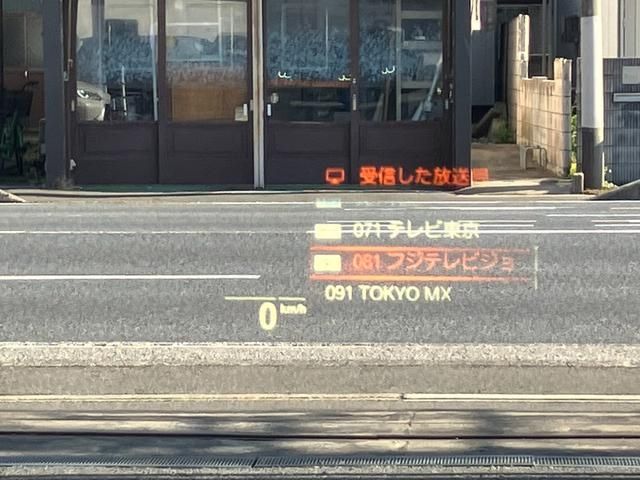 受信した放送局
071 テレビ東京
081 フジテレビジョ
091 TOKYO MX
0 km/h